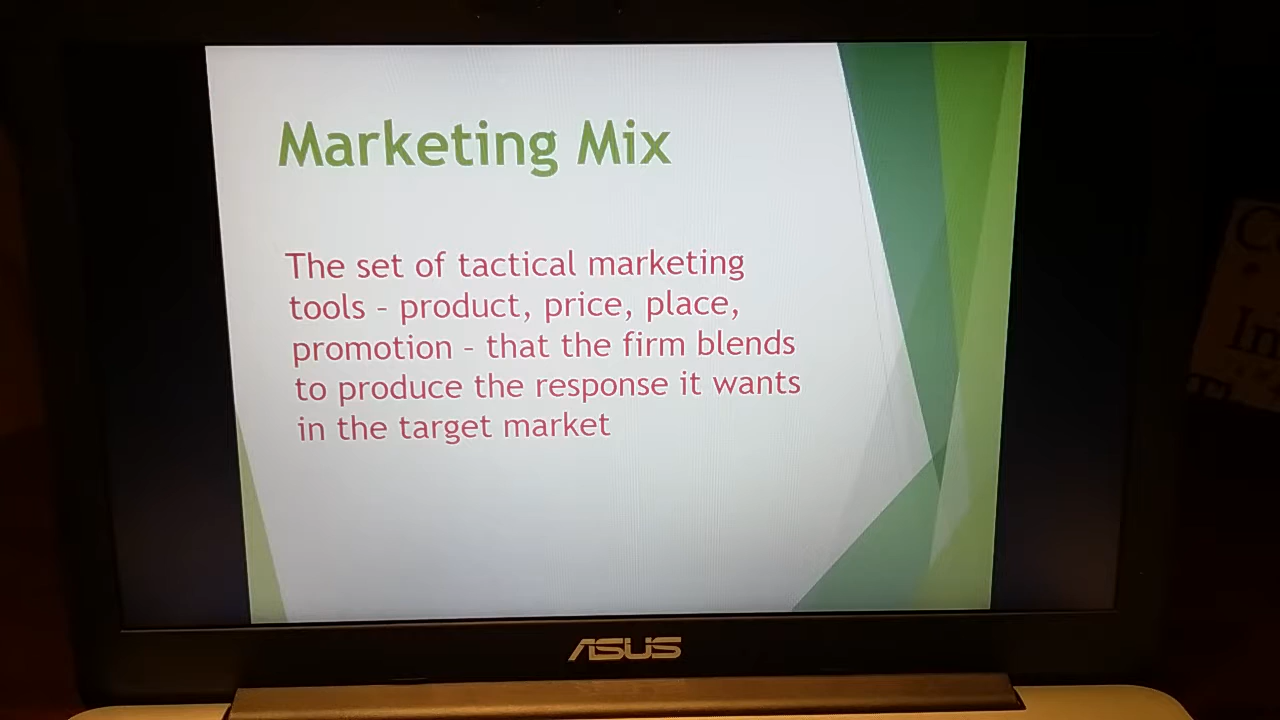 Marketing Mix
The set of tactical marketing
tools – product, price, place,
promotion – that the firm blends
to produce the response it wants
in the target market
ASUS